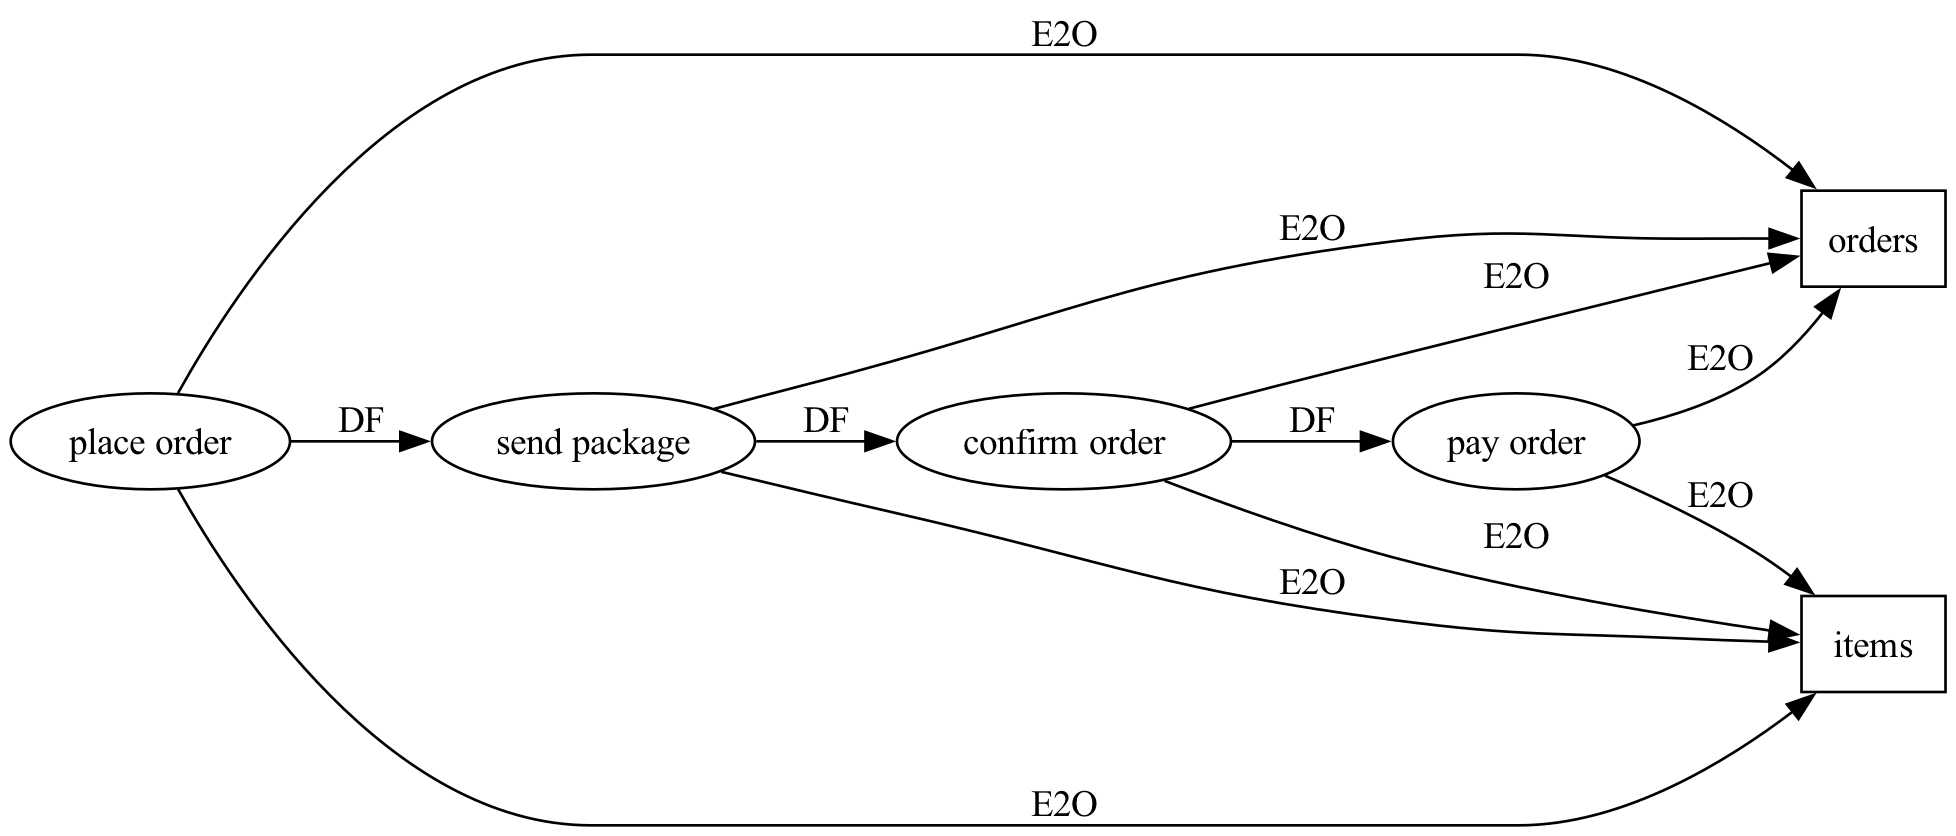 E2O
E2O
orders
E2O
E2O
place order
DF
send package
DF
confirm order
DF
pay order
E2O
E2O
E2O
items
E2O